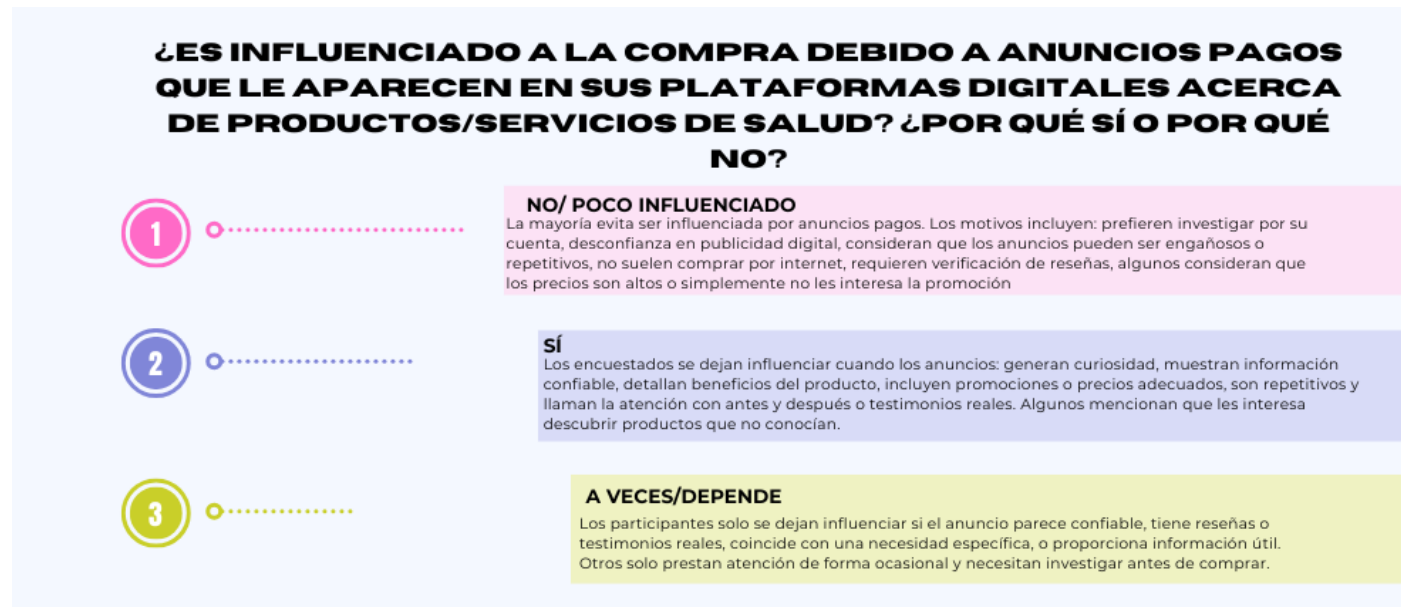 ¿ES INFLUENCIADO A LA COMPRA DEBIDO A ANUNCIOS PAGOS
QUE LE APARECEN EN SUS PLATAFORMAS DIGITALES ACERCA
DE PRODUCTOS/SERVICIOS DE SALUD? ¿POR QUÉ SÍ O POR QUÉ
NO?
1
NO/ POCO INFLUENCIADO
La mayoría evita ser influenciada por anuncios pagos. Los motivos incluyen: prefieren investigar por su
cuenta, desconfianza en publicidad digital, consideran que los anuncios pueden ser engañosos o
repetitivos, no suelen comprar por internet, requieren verificación de reseñas, algunos consideran que
los precios son altos o simplemente no les interesa la promoción
2
SÍ
Los encuestados se dejan influenciar cuando los anuncios: generan curiosidad, muestran información
confiable, detallan beneficios del producto, incluyen promociones o precios adecuados, son repetitivos y
llaman la atención con antes y después o testimonios reales. Algunos mencionan que les interesa
descubrir productos que no conocían.
3
A VECES/DEPENDE
Los participantes solo se dejan influenciar si el anuncio parece confiable, tiene reseñas o
testimonios reales, coincide con una necesidad específica, o proporciona información útil.
Otros solo prestan atención de forma ocasional y necesitan investigar antes de comprar.